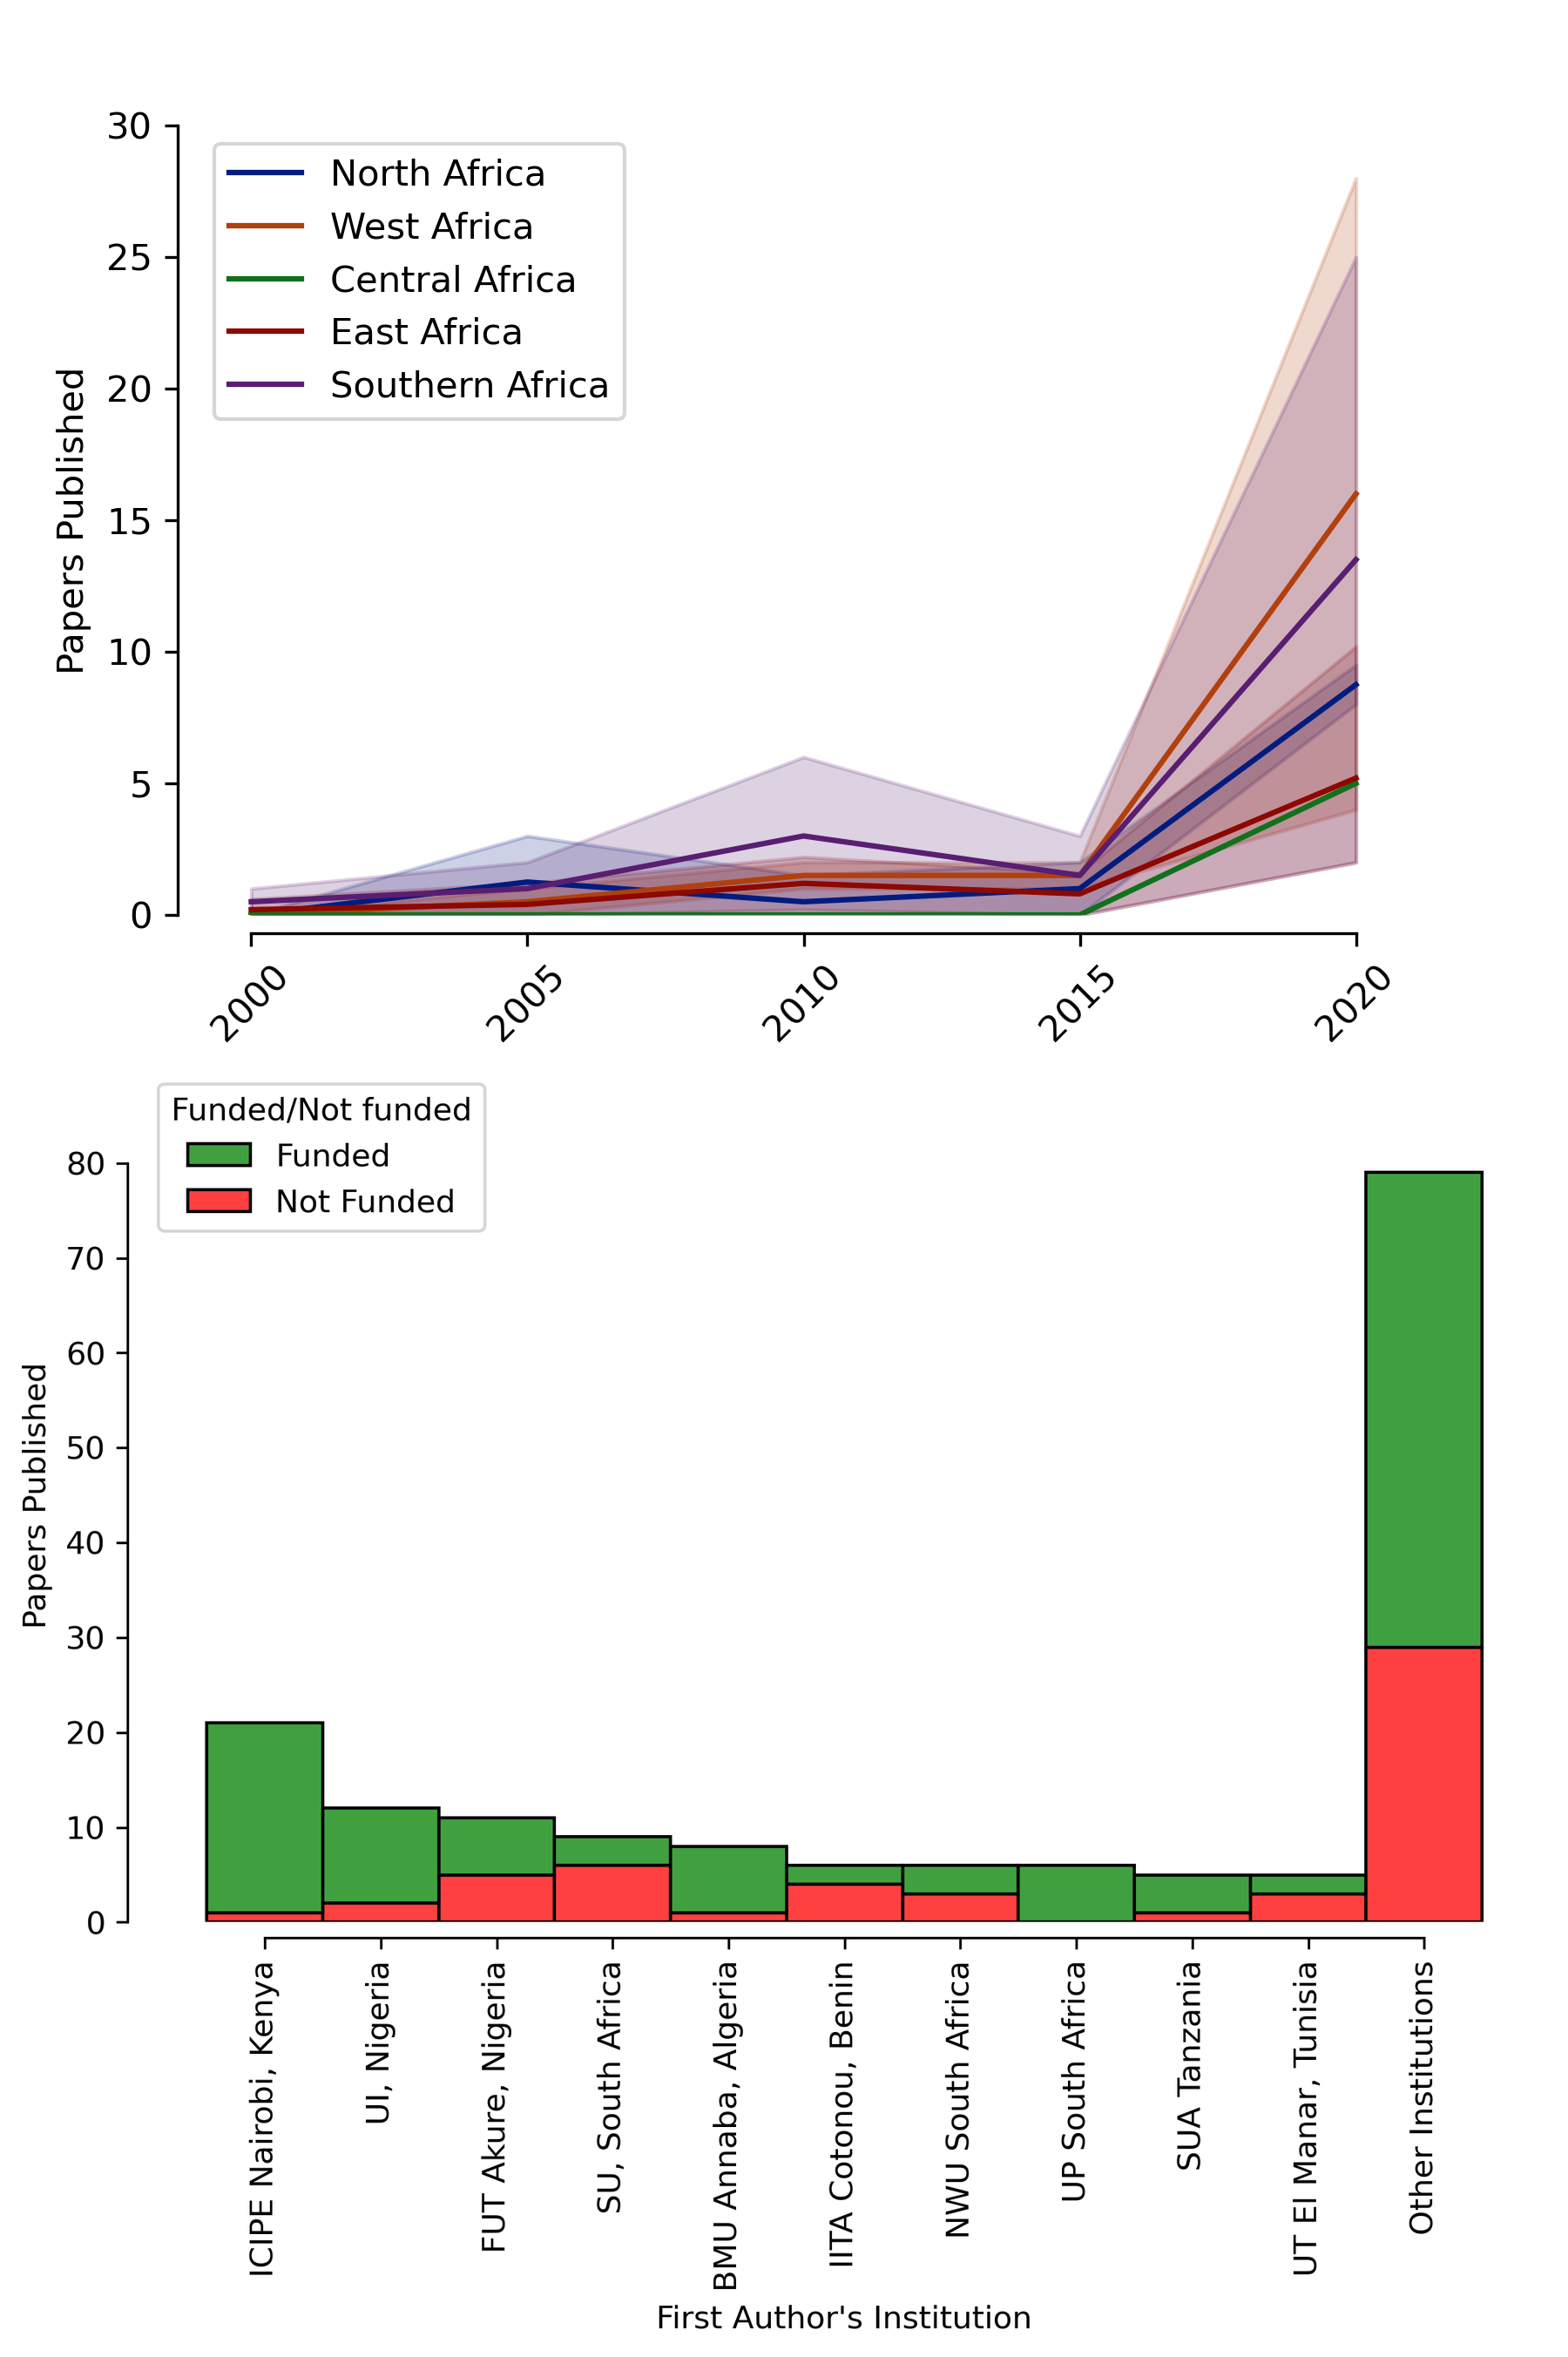 30
25
20
15
10
5
0
Papers Published
North Africa
West Africa
Central Africa
East Africa
Southern Africa
2000
2005
2010
2015
2020
Funded/Not funded
Funded
Not Funded
80
70
60
50
40
30
20
10
0
Papers Published
ICIPE Nairobi, Kenya
UI, Nigeria
FUT Akure, Nigeria
SU, South Africa
BMU Annaba, Algeria
IITA Cotonou, Benin
NWU South Africa
UP South Africa
SUA Tanzania
UT El Manar, Tunisia
Other Institutions
First Author's Institution